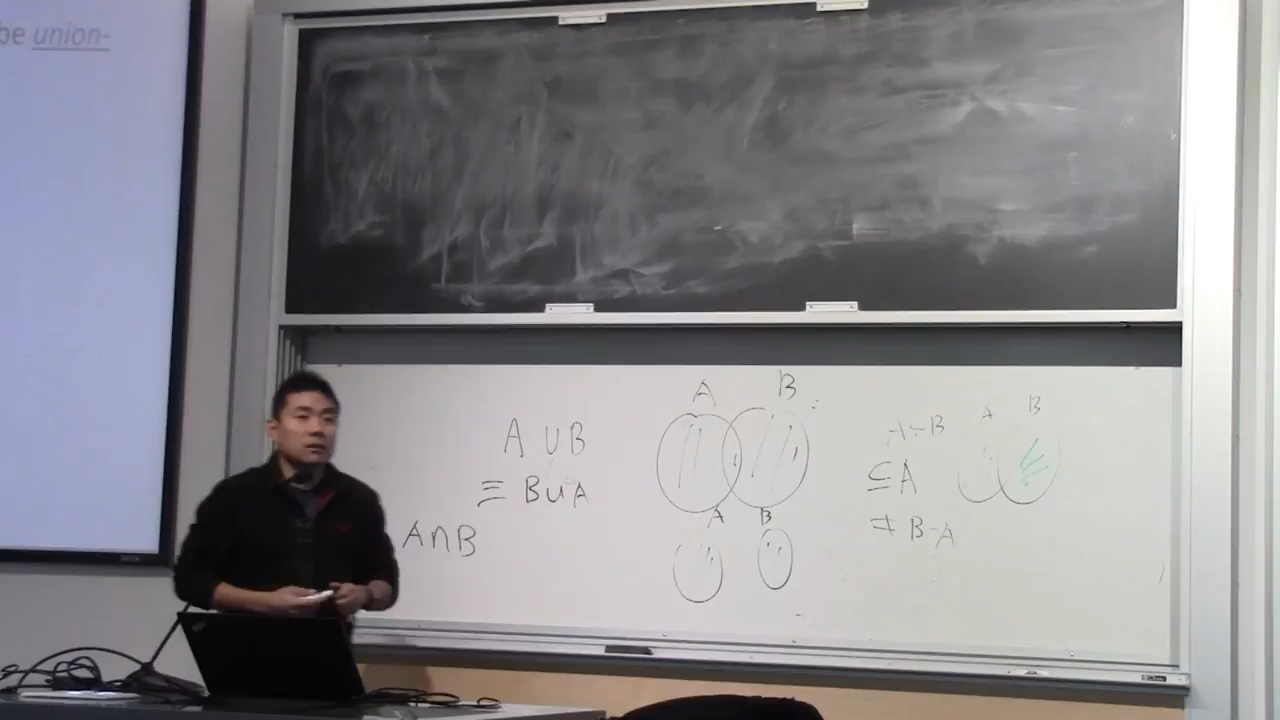 be union-
A B
A ∪ B
≡ B ∪ A
A ∩ B
A B
A - B
⊆ A
≠ B - A
A B